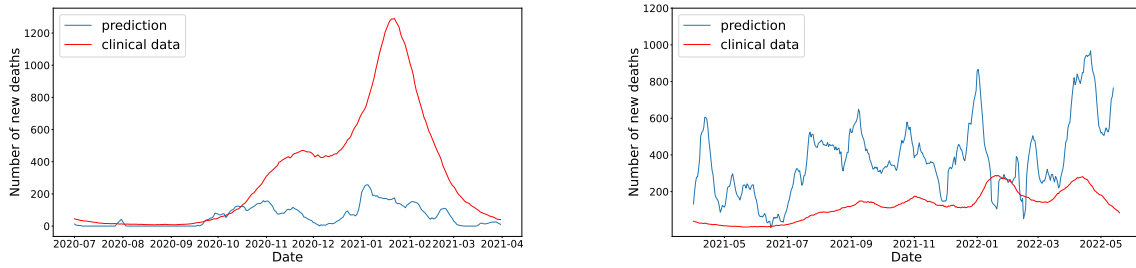 prediction
clinical data
Number of new deaths
1200
1000
800
600
400
200
0
2020-07 2020-08 2020-09 2020-10 2020-11 2020-12 2021-01 2021-02 2021-03 2021-04
Date
prediction
clinical data
Number of new deaths
1200
1000
800
600
400
200
2021-05 2021-07 2021-09 2021-11 2022-01 2022-03 2022-05
Date